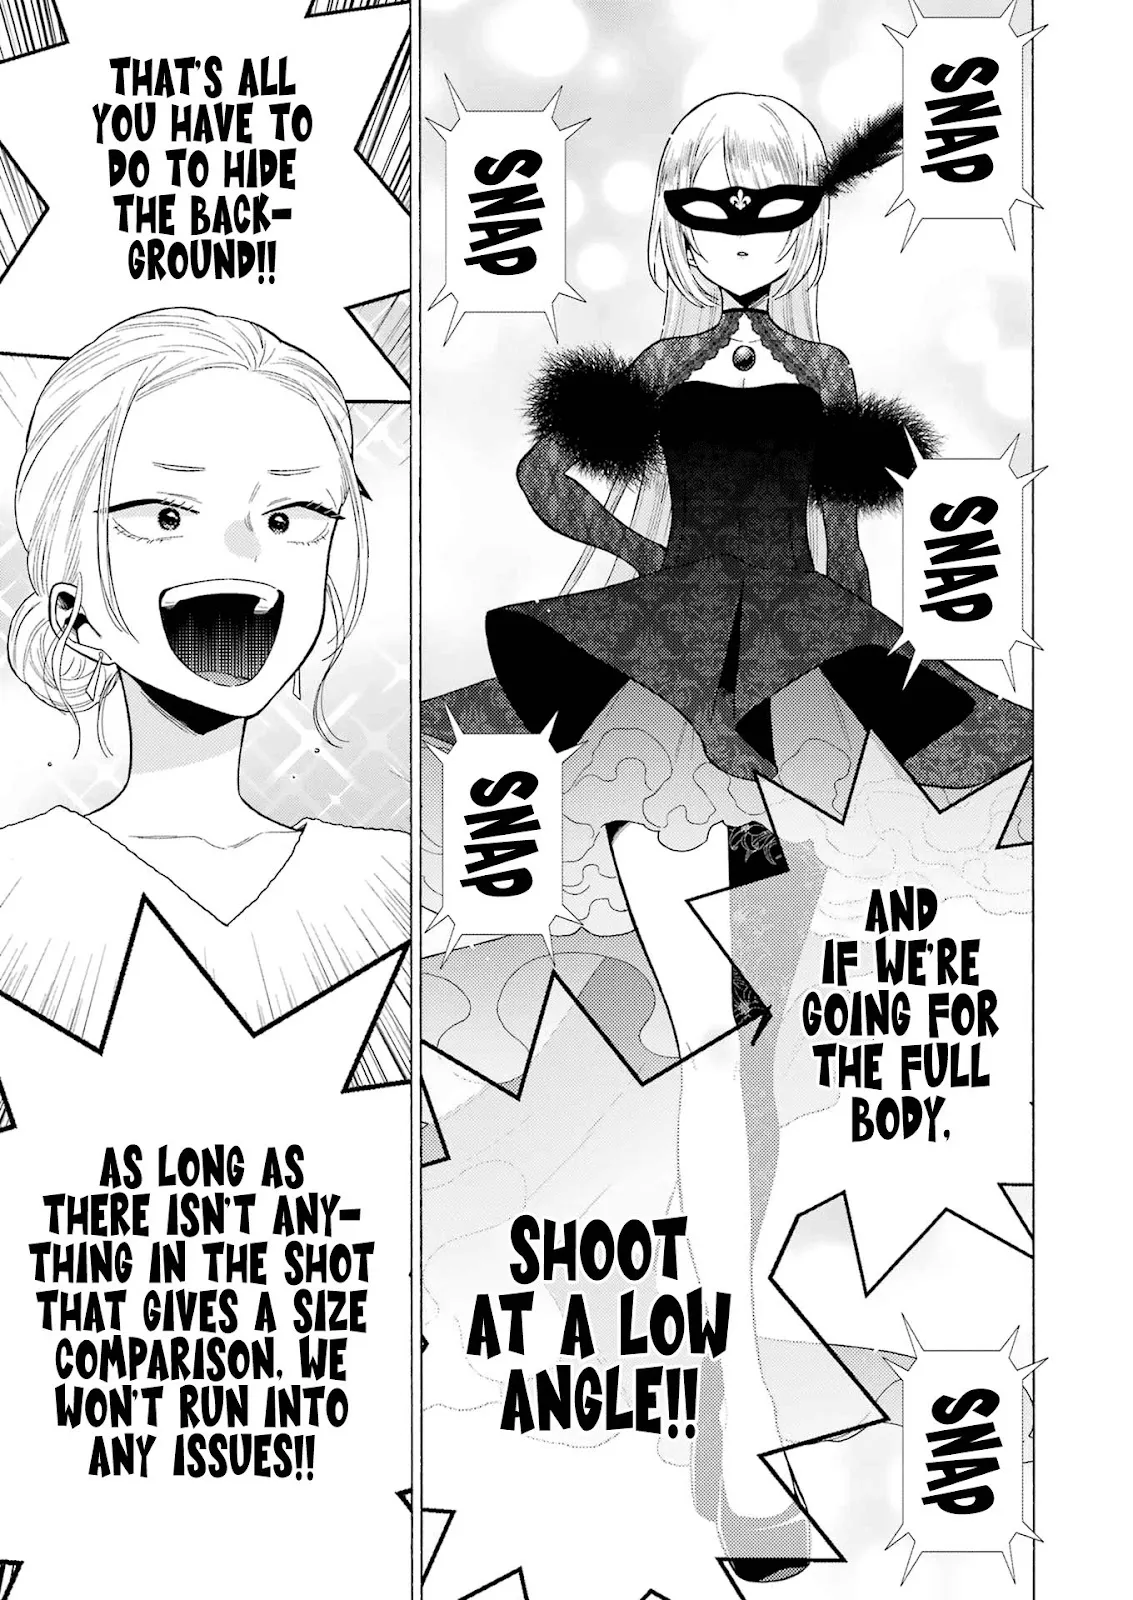 SNAP
SNAP
SNAP
SNAP
AND
IF WE'RE
GOING FOR
THE FULL
BODY,
SHOOT
AT A LOW
ANGLE!!
SNAP
THAT'S ALL
YOU HAVE TO
DO TO HIDE
THE BACK-
GROUND!!
AS LONG AS
THERE ISN'T ANY-
THING IN THE SHOT
THAT GIVES A SIZE
COMPARISON, WE
WON'T RUN INTO
ANY ISSUES!!